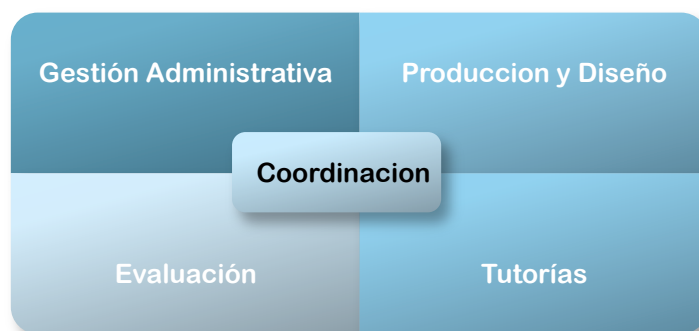 Gestión Administrativa
Produccion y Diseño
Coordinacion
Evaluación
Tutorías